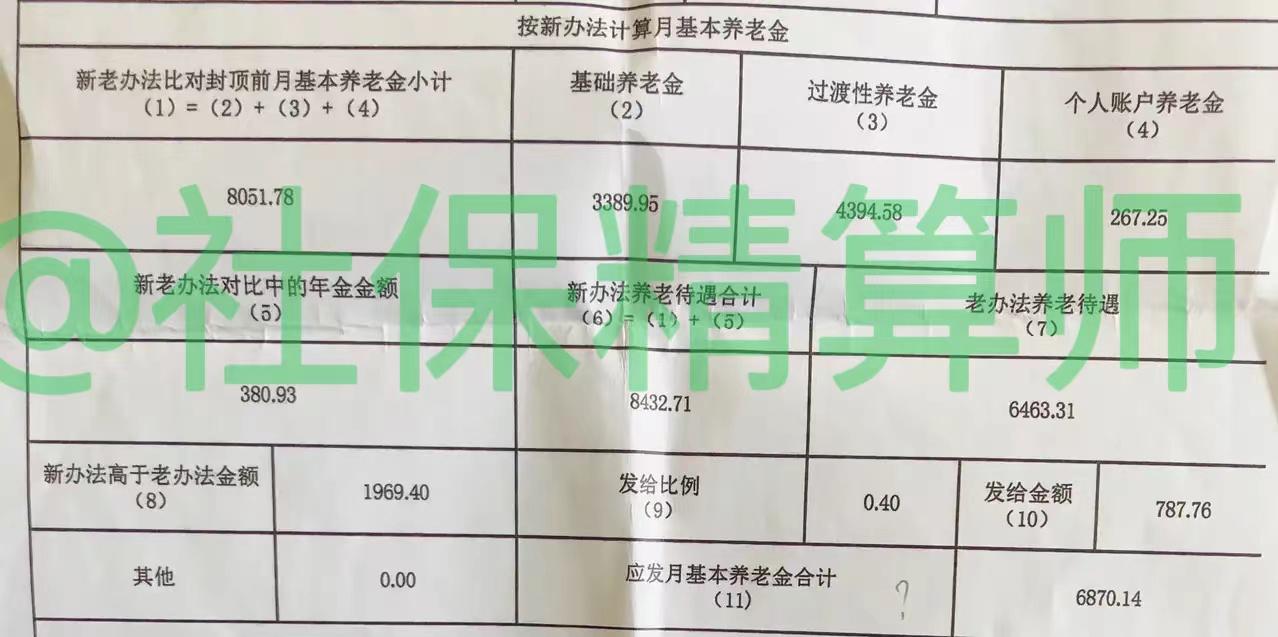 按新办法计算月基本养老金
新老办法比对封顶前月基本养老金小计
(1) = (2) + (3) + (4)
基础养老金
(2)
过渡性养老金
(3)
个人账户养老金
(4)
8051.78
3389.95
4394.58
267.25
新老办法对比中的年金金额
(5)
新办法养老待遇合计
(6) = (1) + (5)
老办法养老待遇
(7)
380.93
8432.71
6463.31
新办法高于老办法金额
(8)
1969.40
发给比例
(9)
0.40
发给金额
(10)
787.76
其他
0.00
应发月基本养老金合计
(11)
?
6870.14
@社保精算师